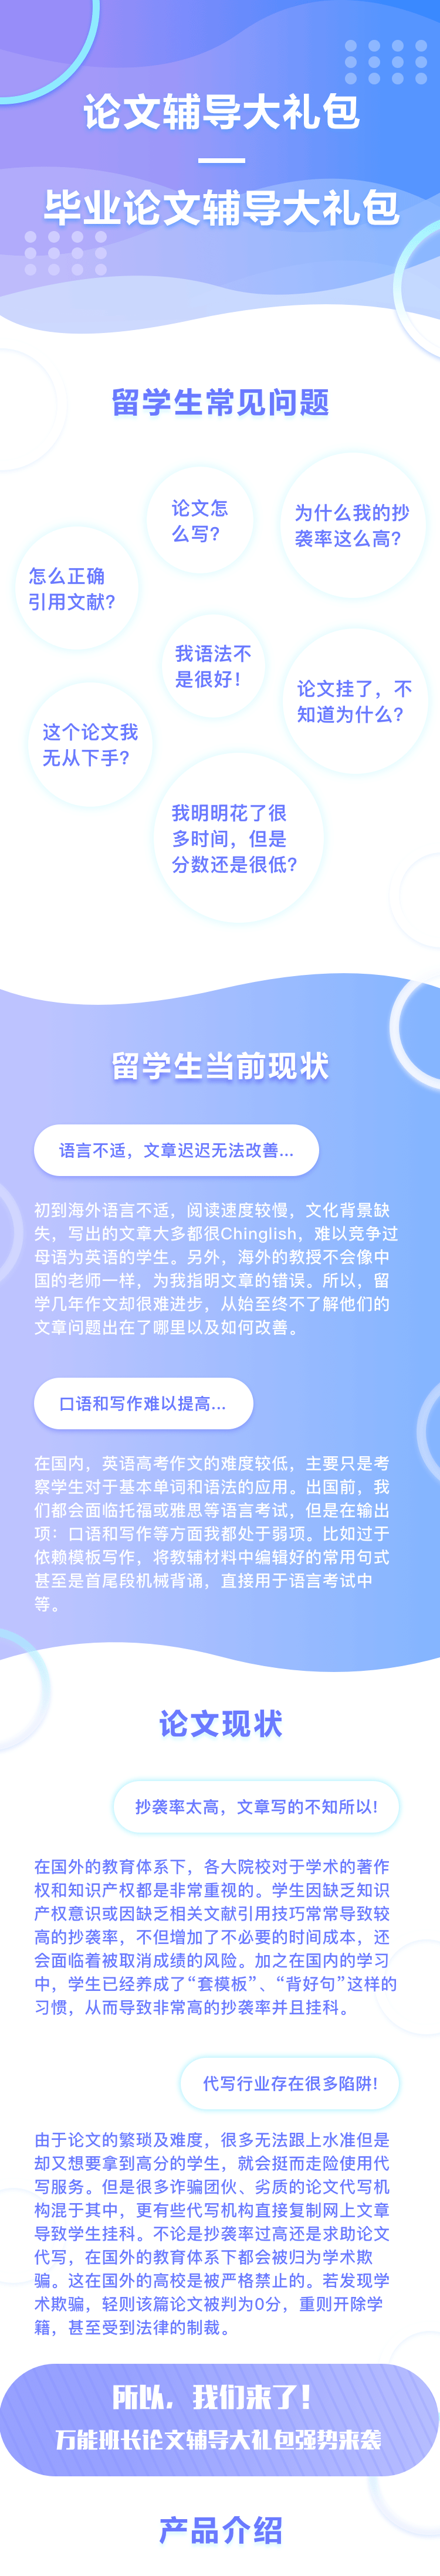 论文辅导大礼包
毕业论文辅导大礼包
留学生常见问题
论文怎
么写?
为什么我的抄
袭率这么高?
怎么正确
引用文献?
我语法不
是很好!
论文挂了，不
知道为什么?
这个论文我
无从下手?
我明明花了很
多时间，但是
分数还是很低?
留学生当前现状
语言不适，文章迟迟无法改善...
初到海外语言不适，阅读速度较慢，文化背景缺
失，写出的文章大多都很Chinglish，难以竞争过
母语为英语的学生。另外，海外的教授不会像中
国的老师一样，为我指明文章的错误。所以，留
学几年作文却很难进步，从始至终不了解他们的
文章问题出在了哪里以及如何改善。
口语和写作难以提高...
在国内，英语高考作文的难度较低，主要只是考
察学生对于基本单词和语法的应用。出国前，我
们都会面临托福或雅思等语言考试，但是在输出
项：口语和写作等方面我都处于弱项。比如过于
依赖模板写作，将教辅材料中编辑好的常用句式
甚至是首尾段机械背诵，直接用于语言考试中
等。
论文现状
抄袭率太高，文章写的不知所以!
在国外的教育体系下，各大院校对于学术的著作
权和知识产权都是非常重视的。学生因缺乏知识
产权意识或因缺乏相关文献引用技巧常常导致较
高的抄袭率，不但增加了不必要的时间成本，还
会面临着被取消成绩的风险。加之在国内的学习
中，学生已经养成了“套模板”、“背好句”这样的
习惯，从而导致非常高的抄袭率并且挂科。
代写行业存在很多陷阱!
由于论文的繁琐及难度，很多无法跟上水准但是
却又想要拿到高分的学生，就会挺而走险使用代
写服务。但是很多诈骗团伙、劣质的论文代写机
构混于其中，更有些代写机构直接复制网上文章
导致学生挂科。不论是抄袭率过高还是求助论文
代写，在国外的教育体系下都会被归为学术欺
骗。这在国外的高校是被严格禁止的。若发现学
术欺骗，轻则该篇论文被判为0分，重则开除学
籍，甚至受到法律的制裁。
所以，我们来了!
万能班长论文辅导大礼包强势来袭
产品介绍